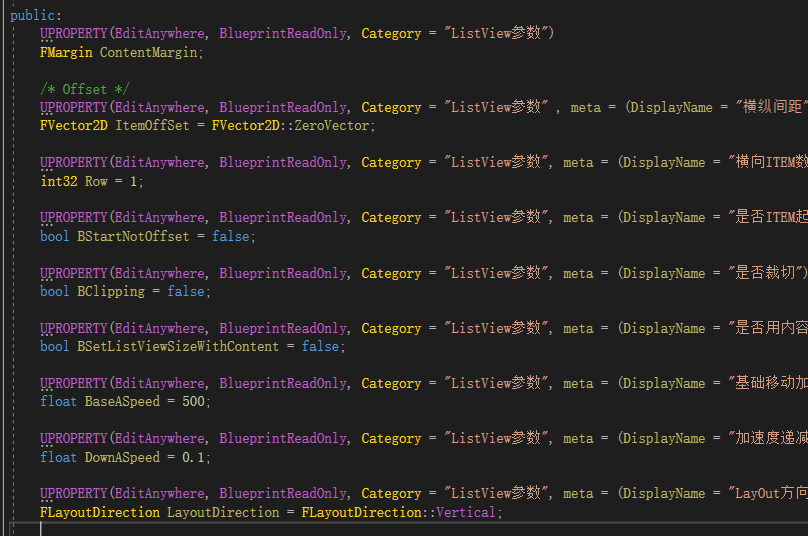 public:
UPROPERTY(EditAnywhere, BlueprintReadOnly, Category = "ListView参数")
FMargin ContentMargin;
/* Offset */
UPROPERTY(EditAnywhere, BlueprintReadOnly, Category = "ListView参数" , meta = (DisplayName = "横纵间距"
FVector2D ItemOffSet = FVector2D::ZeroVector;
UPROPERTY(EditAnywhere, BlueprintReadOnly, Category = "ListView参数", meta = (DisplayName = "横向ITEM数
int32 Row = 1;
UPROPERTY(EditAnywhere, BlueprintReadOnly, Category = "ListView参数", meta = (DisplayName = "是否ITEM起
bool BStartNotOffset = false;
UPROPERTY(EditAnywhere, BlueprintReadOnly, Category = "ListView参数", meta = (DisplayName = "是否裁切")
bool BClipping = false;
UPROPERTY(EditAnywhere, BlueprintReadOnly, Category = "ListView参数", meta = (DisplayName = "是否用内容
bool BSetListViewSizeWithContent = false;
UPROPERTY(EditAnywhere, BlueprintReadOnly, Category = "ListView参数", meta = (DisplayName = "基础移动加
float BaseASpeed = 500;
UPROPERTY(EditAnywhere, BlueprintReadOnly, Category = "ListView参数", meta = (DisplayName = "加速度递减
float DownASpeed = 0.1;
UPROPERTY(EditAnywhere, BlueprintReadOnly, Category = "ListView参数", meta = (DisplayName = "LayOut方向
FLayoutDirection LayoutDirection = FLayoutDirection::Vertical;